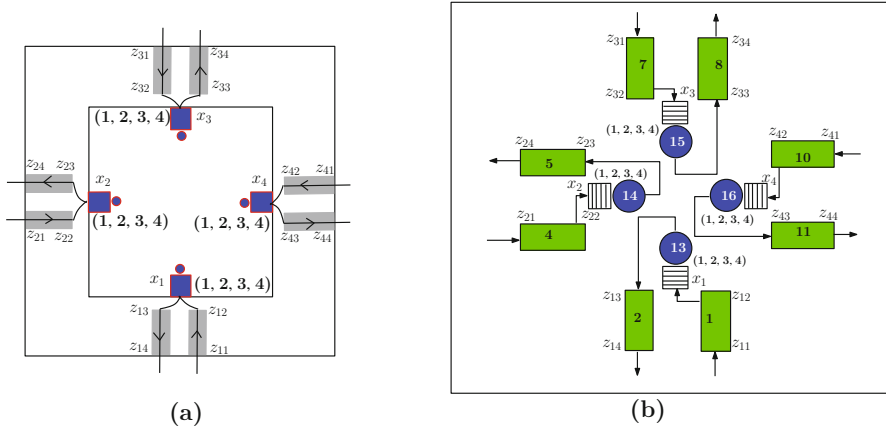 z31 z34
z32 z33
(1, 2, 3, 4) x3
z24 z23 x2
z42 z41
x4
z21 z22 (1, 2, 3, 4)
(1, 2, 3, 4) z43 z44
x1
(1, 2, 3, 4)
z13 z12
z14 z11
(a)
z31 z34
7 8
z32 x3 z33
(1, 2, 3, 4)
15
z24 z23
5
(1, 2, 3, 4)
x2
14
z21 z22
4
z42 z41
10
x4
16
(1, 2, 3, 4)
z43 z44
11
13
(1, 2, 3, 4)
x1
z13 z12
2 1
z14 z11
(b)